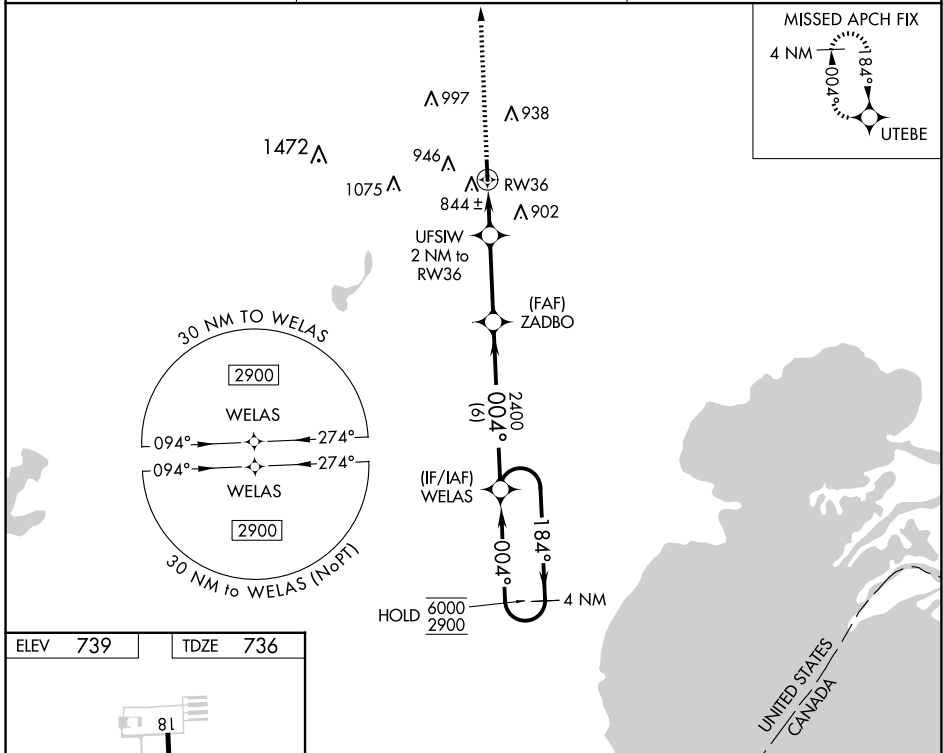 MISSED APCH FIX
4 NM
004°
184°
UTEBE
997
938
1472
946
1075
RW36
844 ±
902
UFSIW
2 NM to
RW36
(FAF)
ZADBO
30 NM TO WELAS
2900
WELAS
094°
274°
094°
274°
WELAS
2900
30 NM to WELAS (NoPT)
2400
004°
(6)
(IF/IAF)
WELAS
184°
004°
HOLD
6000
2900
4 NM
UNITED STATES
CANADA
ELEV 739
TDZE 736
18